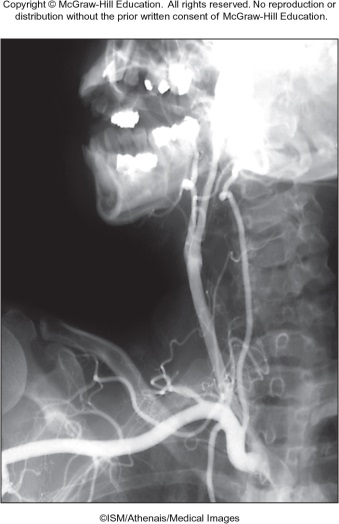 Copyright © McGraw-Hill Education. All rights reserved. No reproduction or
distribution without the prior written consent of McGraw-Hill Education.
©ISM/Athenais/Medical Images